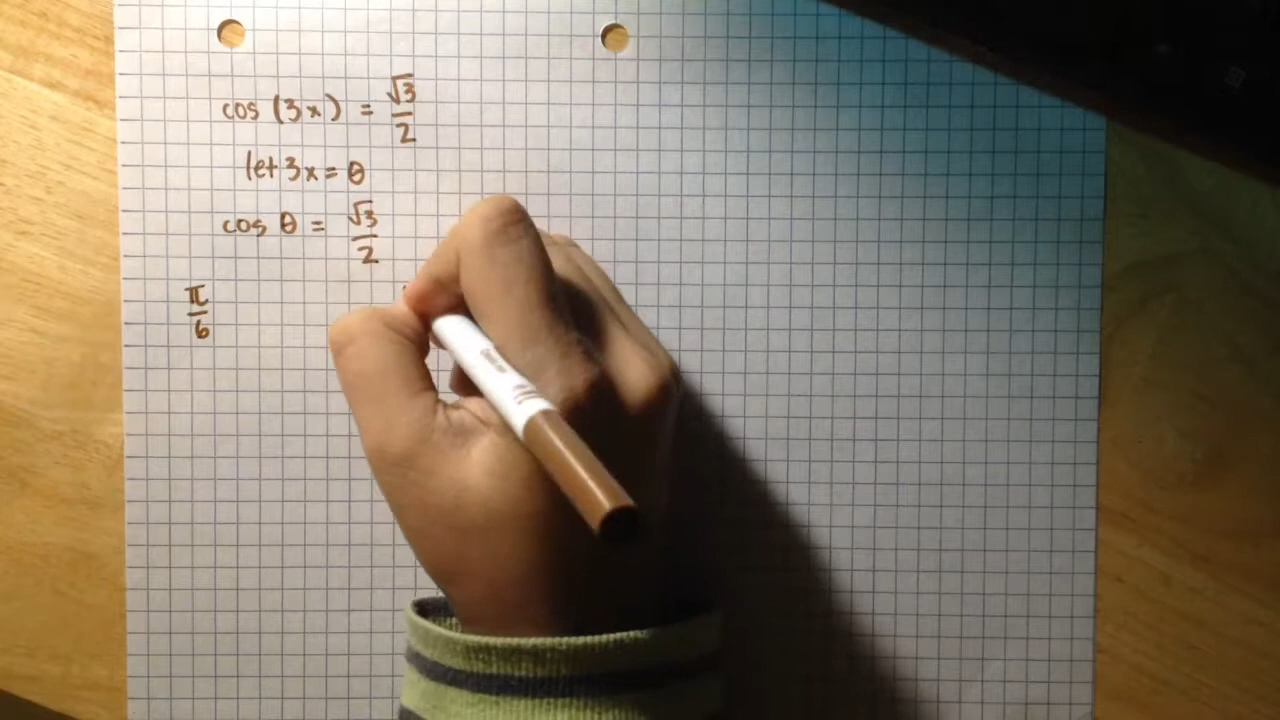 cos (3x) = √3/2
let 3x = θ
cos θ = √3/2
π/6